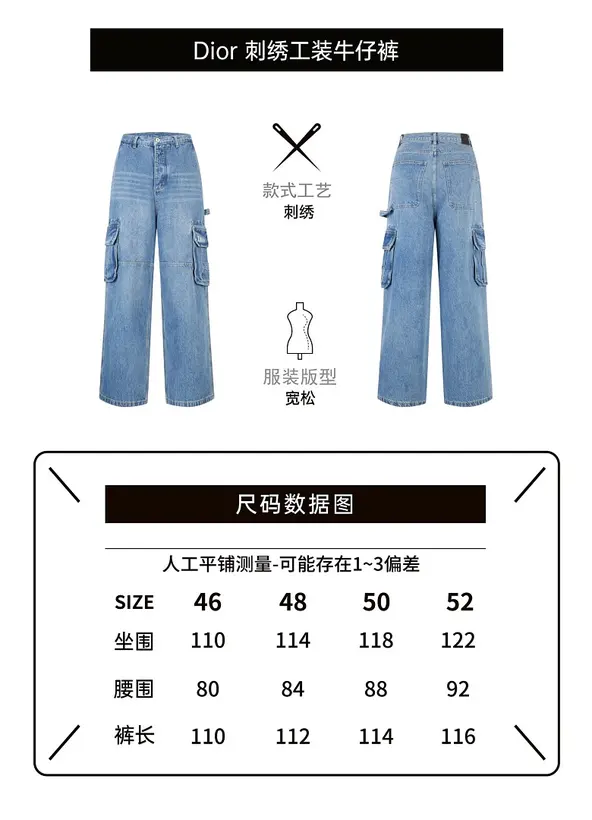 Dior 刺绣工装牛仔裤
款式工艺
刺绣
服装版型
宽松
尺码数据图
人工平铺测量-可能存在1~3偏差
SIZE 46 48 50 52
坐围 110 114 118 122
腰围 80 84 88 92
裤长 110 112 114 116